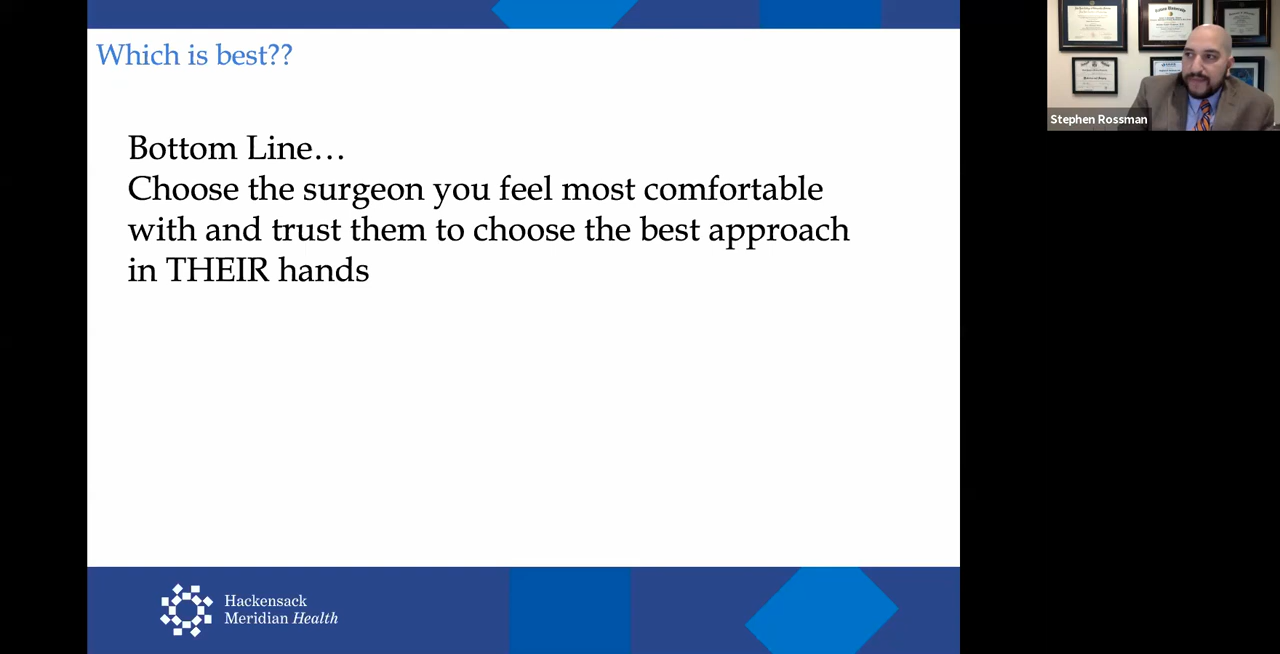 Which is best??
Bottom Line…
Choose the surgeon you feel most comfortable
with and trust them to choose the best approach
in THEIR hands
Stephen Rossman
Hackensack
Meridian Health